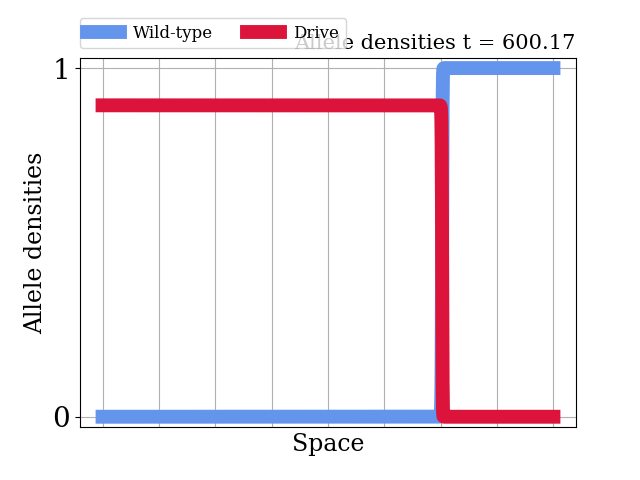 Wild-type Drive
Allele densities t = 600.17
1
Allele densities
0
Space